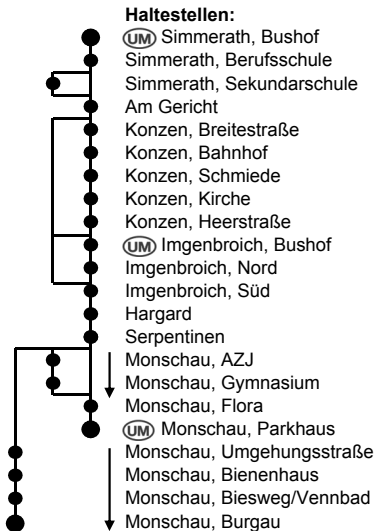 Haltestellen:
UM Simmerath, Bushof
Simmerath, Berufsschule
Simmerath, Sekundarschule
Am Gericht
Konzen, Breitestraße
Konzen, Bahnhof
Konzen, Schmiede
Konzen, Kirche
Konzen, Heerstraße
UM Imgenbroich, Bushof
Imgenbroich, Nord
Imgenbroich, Süd
Hargard
Serpentinen
Monschau, AZJ
Monschau, Gymnasium
Monschau, Flora
UM Monschau, Parkhaus
Monschau, Umgehungsstraße
Monschau, Bienenhaus
Monschau, Biesweg/Vennbad
Monschau, Burgau